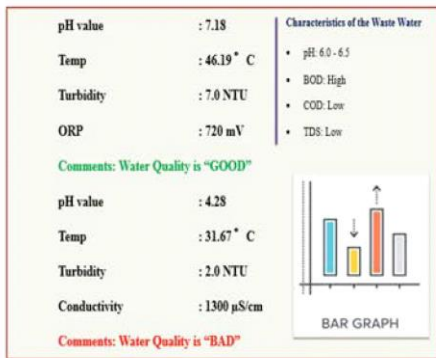 pH value : 7.18
Temp : 46.19° C
Turbidity : 7.0 NTU
ORP : 720 mV
Comments: Water Quality is “GOOD”
pH value : 4.28
Temp : 31.67° C
Turbidity : 2.0 NTU
Conductivity : 1300 µS/cm
Comments: Water Quality is “BAD”
Characteristics of the Waste Water
• pH: 6.0 - 6.5
• BOD: High
• COD: Low
• TDS: Low
BAR GRAPH